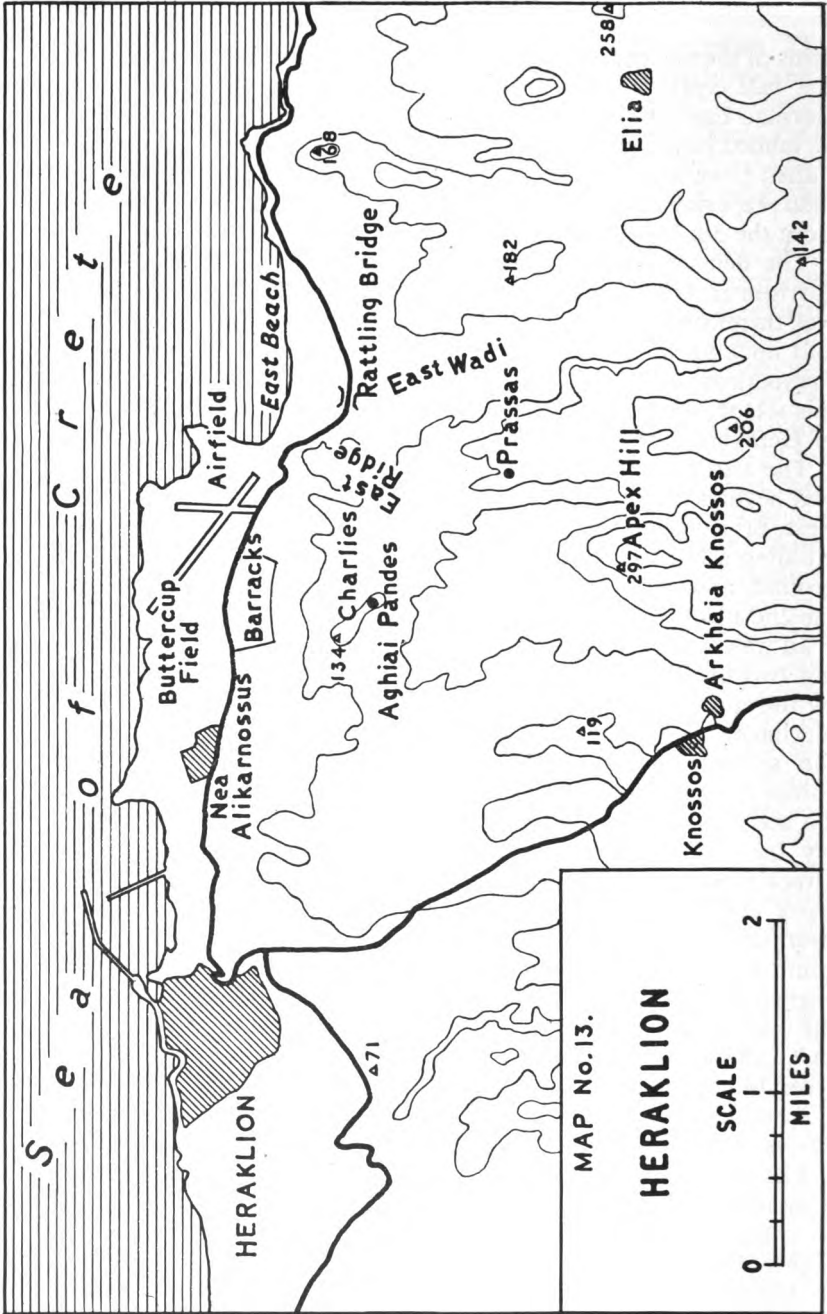 Sea of Crete
HERAKLION
Nea
Alikarnossus
Buttercup
Field
Airfield
Barracks
East Beach
Rattling Bridge
East Wadi
East
Ridge
134 Charlies
Aghiai Pandes
Prassas
168
182
258
Elia
142
206
297 Apex Hill
119
Arkhaia Knossos
Knossos
71
MAP No.13.
HERAKLION
SCALE
0 1 2
MILES